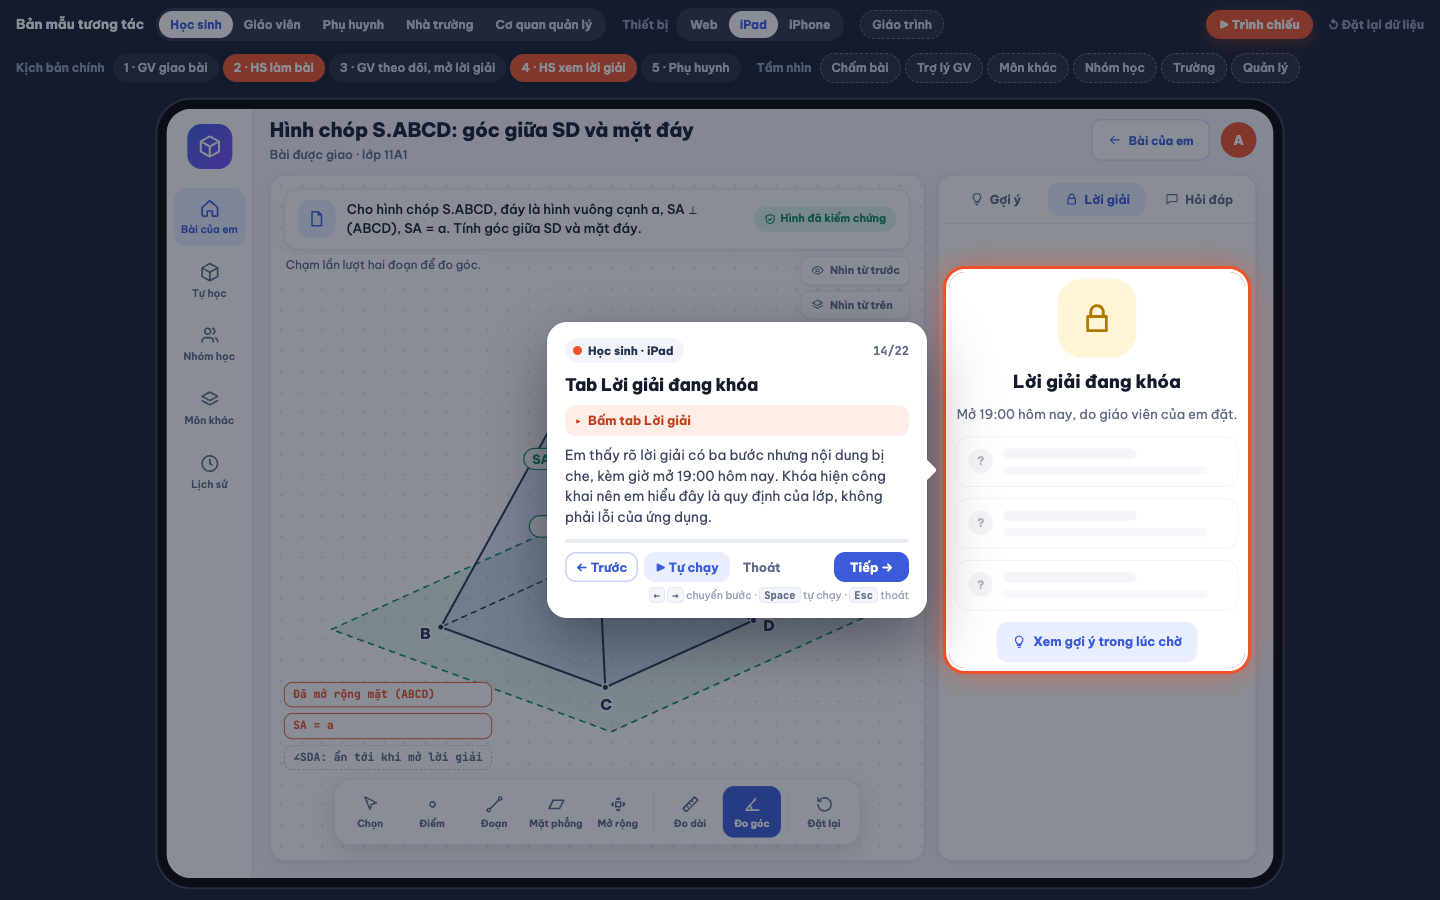 Bản mẫu tương tác
Học sinh
Giáo viên
Phụ huynh
Nhà trường
Cơ quan quản lý
Thiết bị
Web
iPad
iPhone
Giáo trình
Trình chiếu
Đặt lại dữ liệu
Kịch bản chính
1 · GV giao bài
2 · HS làm bài
3 · GV theo dõi, mở lời giải
4 · HS xem lời giải
5 · Phụ huynh
Tầm nhìn
Chấm bài
Trợ lý GV
Môn khác
Nhóm học
Trường
Quản lý
Hình chóp S.ABCD: góc giữa SD và mặt đáy
Bài được giao · lớp 11A1
← Bài của em
A
Bài của em
Tự học
Nhóm học
Môn khác
Lịch sử
Cho hình chóp S.ABCD, đáy là hình vuông cạnh a, SA ⊥
(ABCD), SA = a. Tính góc giữa SD và mặt đáy.
Hình đã kiểm chứng
Chạm lần lượt hai đoạn để đo góc.
Nhìn từ trước
Nhìn từ trên
SA
B
C
D
Đã mở rộng mặt (ABCD)
SA = a
∠SDA: ẩn tới khi mở lời giải
Chọn
Điểm
Đoạn
Mặt phẳng
Mở rộng
Đo dài
Đo góc
Đặt lại
Học sinh · iPad
14/22
Tab Lời giải đang khóa
▸ Bấm tab Lời giải
Em thấy rõ lời giải có ba bước nhưng nội dung bị
che, kèm giờ mở 19:00 hôm nay. Khóa hiện công
khai nên em hiểu đây là quy định của lớp, không
phải lỗi của ứng dụng.
← Trước
Tự chạy
Thoát
Tiếp →
← → chuyển bước · Space tự chạy · Esc thoát
Gợi ý
Lời giải
Hỏi đáp
Lời giải đang khóa
Mở 19:00 hôm nay, do giáo viên của em đặt.
?
?
?
Xem gợi ý trong lúc chờ